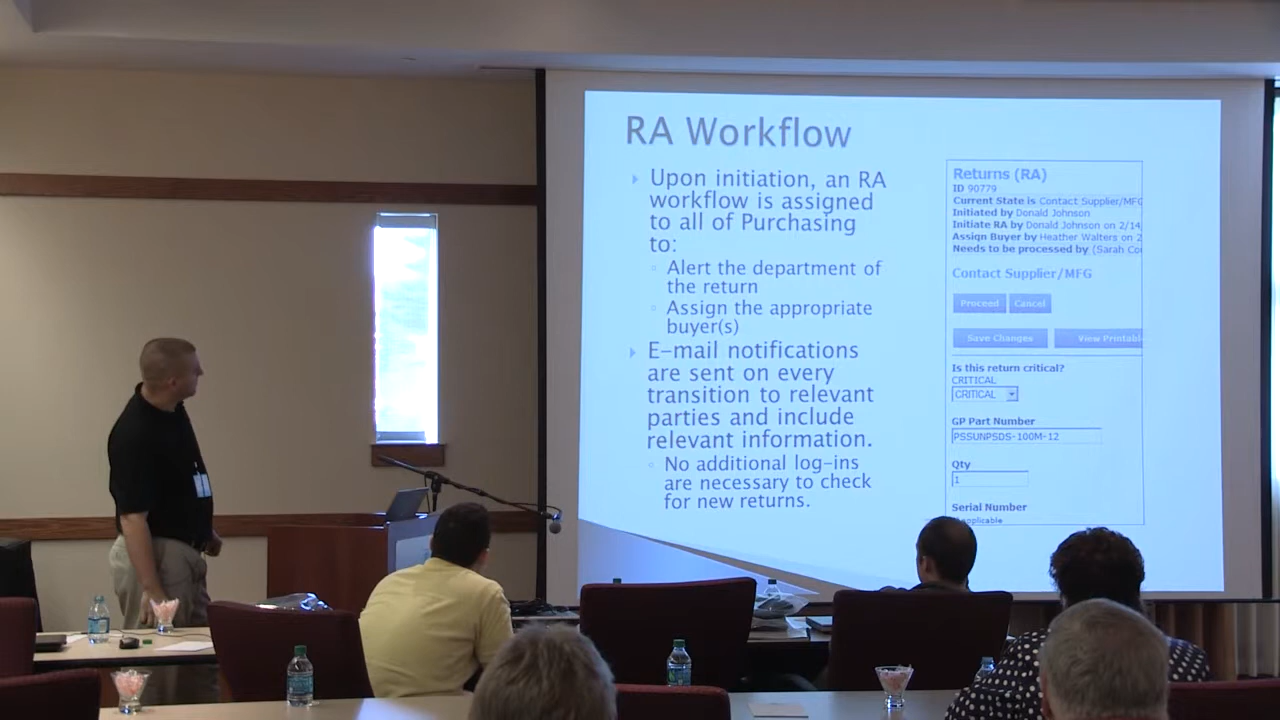 RA Workflow
Upon initiation, an RA
workflow is assigned
to all of Purchasing
to:
Alert the department of
the return
Assign the appropriate
buyer(s)
E-mail notifications
are sent on every
transition to relevant
parties and include
relevant information.
No additional log-ins
are necessary to check
for new returns.
Returns (RA)
ID 90779
Current State is Contact Supplier/MFG
Initiated by Donald Johnson
Initiate RA by Donald Johnson on 2/14
Assign Buyer by Heather Walters on 2
Needs to be processed by (Sarah Co
Contact Supplier/MFG
Proceed Cancel
Save Changes View Printabl
Is this return critical?
CRITICAL
CRITICAL
GP Part Number
PSSUNPSDS-100M-12
Qty
1
Serial Number
applicable